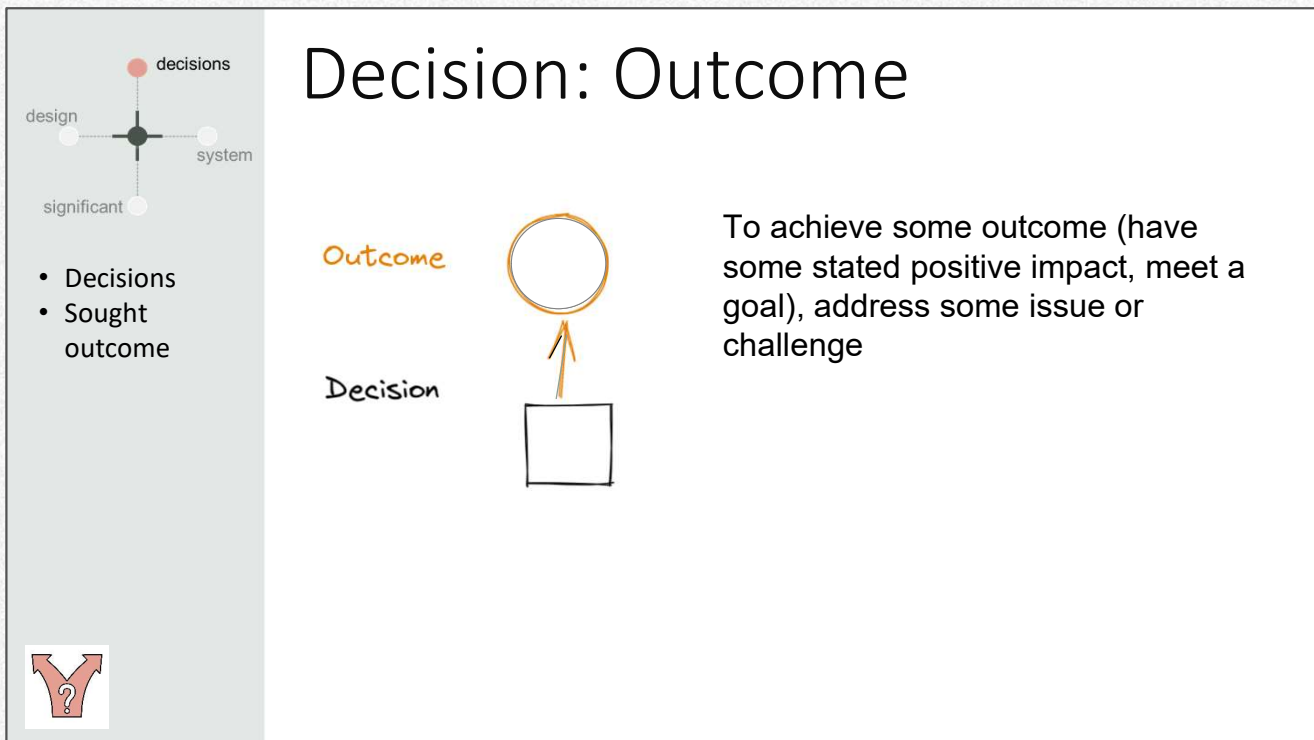 decisions
design
system
significant
• Decisions
• Sought
outcome
Decision: Outcome
Outcome
Decision
To achieve some outcome (have
some stated positive impact, meet a
goal), address some issue or
challenge
?